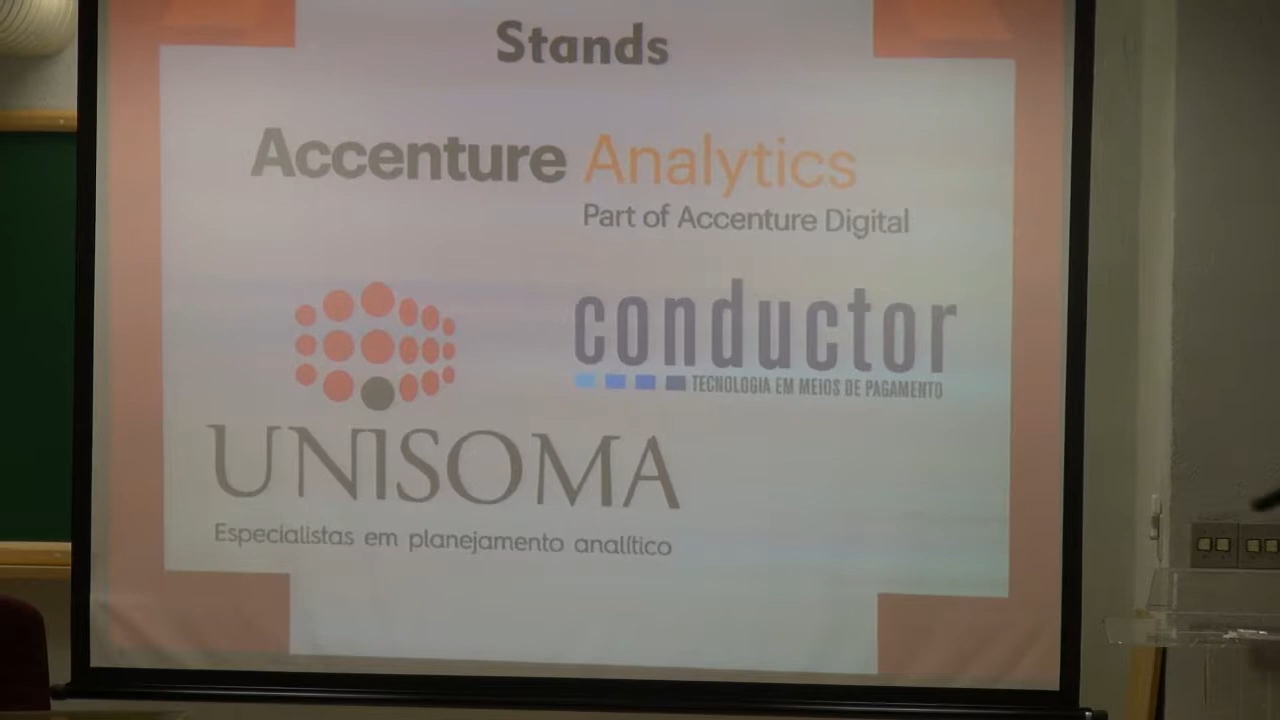 Stands
Accenture Analytics
Part of Accenture Digital
conductor
TECNOLOGIA EM MEIOS DE PAGAMENTO
UNISOMA
Especialistas em planejamento analítico